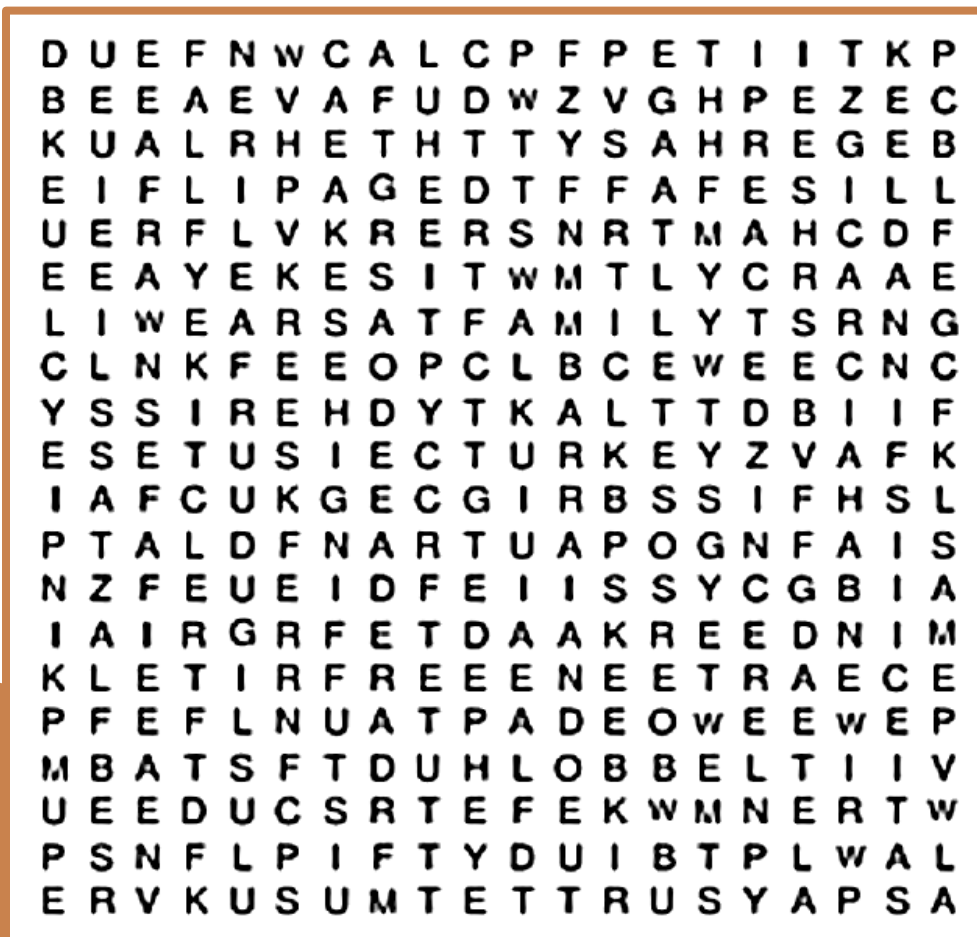 D U E F N W C A L C P F P E T I I T K P
B E E A E V A F U D W Z V G H P E Z E C
K U A L R H E T H T T Y S A H R E G E B
E I F L I P A G E D T F F A F E S I L L
U E R F L V K R E R S N R T M A H C D F
E E A Y E K E S I T W M T L Y C R A A E
L I W E A R S A T F A M I L Y T S R N G
C L N K F E E O P C L B C E W E E C N C
Y S S I R E H D Y T K A L T T D B I I F
E S E T U S I E C T U R K E Y Z V A F K
I A F C U K G E C G I R B S S I F H S L
P T A L D F N A R T U A P O G N F A I S
N Z F E U E I D F E I I S S Y C G B I A
I A I R G R F E T D A A K R E E D N I M
K L E T I R F R E E E N E E T R A E C E
P F E F L N U A T P A D E O W E E W E P
M B A T S F T D U H L O B B E L T I I V
U E E D U C S R T E F E K W M N E R T W
P S N F L P I F T Y D U I B T P L W A L
E R V K U S U M T E T T R U S Y A P S A